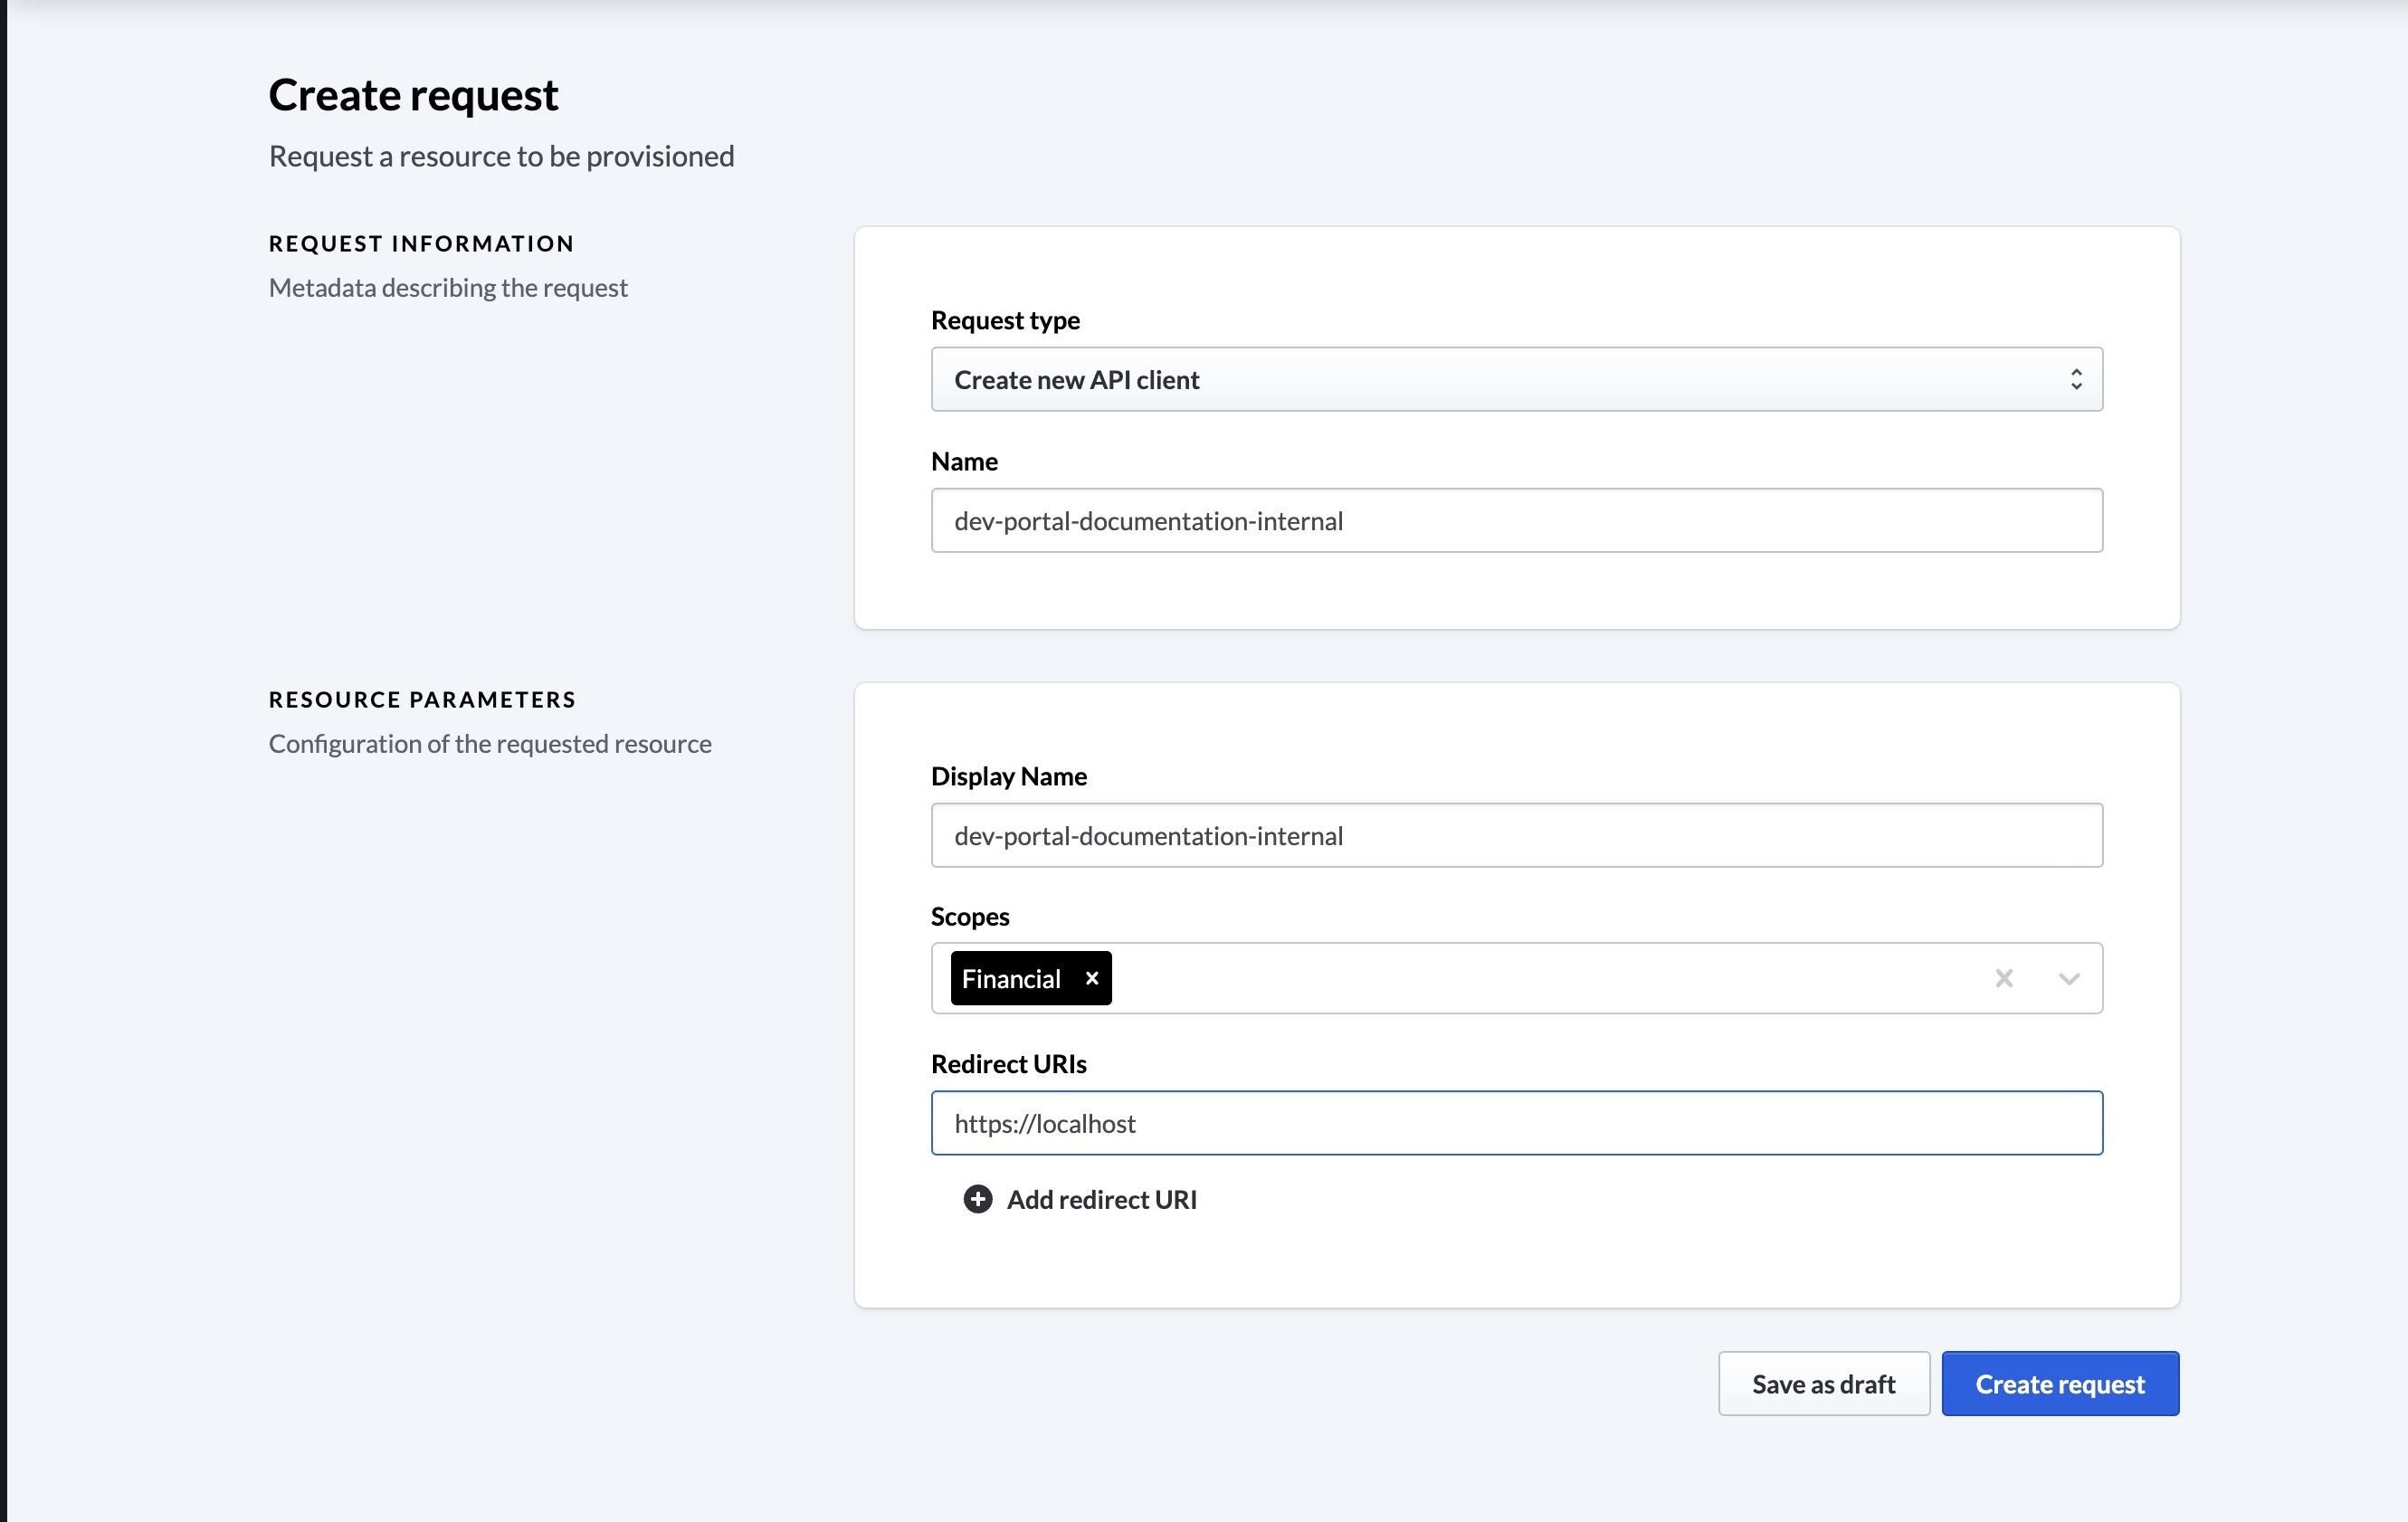 Create request
Request a resource to be provisioned
REQUEST INFORMATION
Metadata describing the request
Request type
Create new API client
Name
dev-portal-documentation-internal
RESOURCE PARAMETERS
Configuration of the requested resource
Display Name
dev-portal-documentation-internal
Scopes
Financial
Redirect URIs
https://localhost
Add redirect URI
Save as draft
Create request